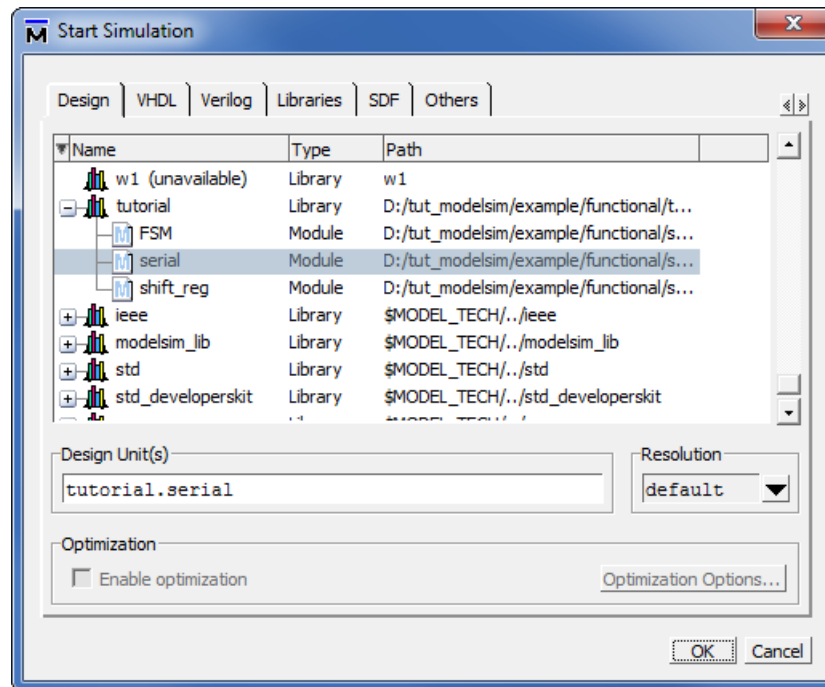 Start Simulation
Design VHDL Verilog Libraries SDF Others
Name Type Path
w1 (unavailable) Library w1
tutorial Library D:/tut_modelsim/example/functional/t...
FSM Module D:/tut_modelsim/example/functional/s...
serial Module D:/tut_modelsim/example/functional/s...
shift_reg Module D:/tut_modelsim/example/functional/s...
ieee Library $MODEL_TECH/../ieee
modelsim_lib Library $MODEL_TECH/../modelsim_lib
std Library $MODEL_TECH/../std
std_developerskit Library $MODEL_TECH/../std_developerskit
Design Unit(s) Resolution
tutorial.serial default
Optimization
Enable optimization Optimization Options...
OK Cancel